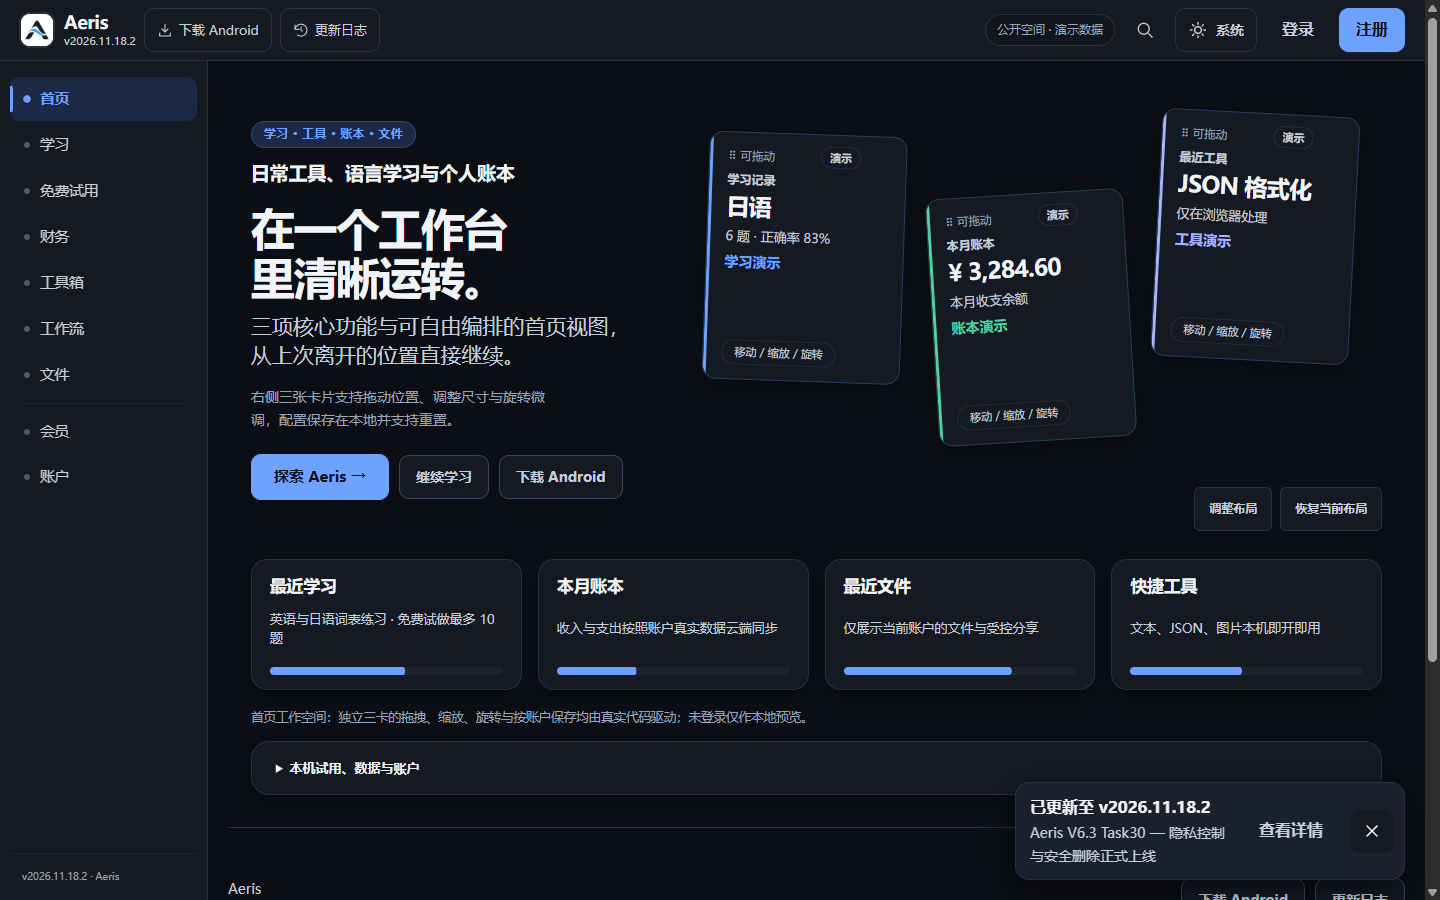 Aeris
v2026.11.18.2
下载 Android
更新日志
公开空间 · 演示数据
系统
登录
注册
首页
学习
免费试用
财务
工具箱
工作流
文件
会员
账户
v2026.11.18.2 · Aeris
学习 • 工具 • 账本 • 文件
日常工具、语言学习与个人账本
在一个工作台
里清晰运转。
三项核心功能与可自由编排的首页视图，
从上次离开的位置直接继续。
右侧三张卡片支持拖动位置、调整尺寸与旋转微
调，配置保存在本地并支持重置。
探索 Aeris →
继续学习
下载 Android
⠿ 可拖动
演示
学习记录
日语
6 题 · 正确率 83%
学习演示
移动 / 缩放 / 旋转
⠿ 可拖动
演示
本月账本
¥ 3,284.60
本月收支余额
账本演示
移动 / 缩放 / 旋转
⠿ 可拖动
演示
最近工具
JSON 格式化
仅在浏览器处理
工具演示
移动 / 缩放 / 旋转
调整布局
恢复当前布局
最近学习
英语与日语词表练习 · 免费试做最多 10
题
本月账本
收入与支出按照账户真实数据云端同步
最近文件
仅展示当前账户的文件与受控分享
快捷工具
文本、JSON、图片本机即开即用
首页工作空间：独立三卡的拖拽、缩放、旋转与按账户保存均由真实代码驱动；未登录仅作本地预览。
▶ 本机试用、数据与账户
已更新至 v2026.11.18.2
Aeris V6.3 Task30 — 隐私控制
与安全删除正式上线
查看详情
Aeris
下载 Android
更新日志